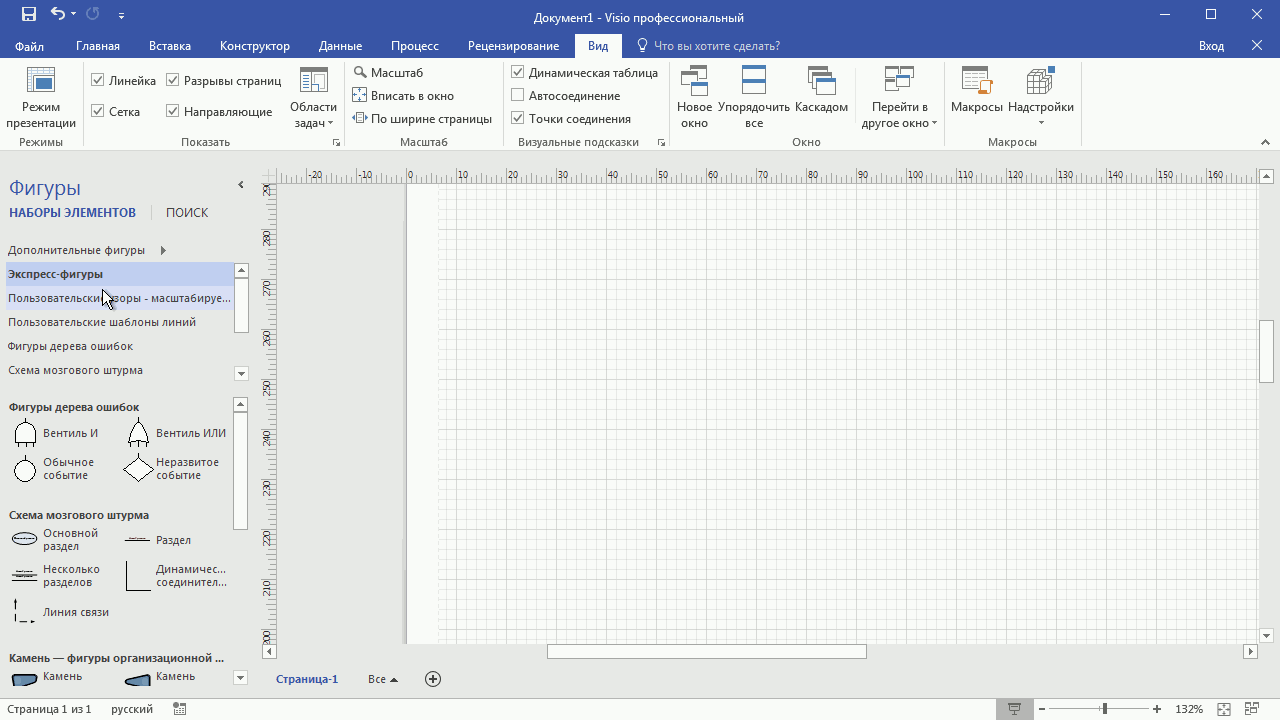 Документ1 - Visio профессиональный
Файл Главная Вставка Конструктор Данные Процесс Рецензирование Вид Что вы хотите сделать? Вход
Режим презентации
Режимы
Линейка Разрывы страниц
Сетка Направляющие
Области задач
Показать
Масштаб
Вписать в окно
По ширине страницы
Масштаб
Динамическая таблица
Автосоединение
Точки соединения
Визуальные подсказки
Новое окно
Упорядочить все
Каскадом
Перейти в другое окно
Окно
Макросы
Надстройки
Макросы
Фигуры
НАБОРЫ ЭЛЕМЕНТОВ ПОИСК
Дополнительные фигуры
Экспресс-фигуры
Пользовательски зоры - масштабируе...
Пользовательские шаблоны линий
Фигуры дерева ошибок
Схема мозгового штурма
Фигуры дерева ошибок
Вентиль И
Вентиль ИЛИ
Обычное событие
Неразвитое событие
Схема мозгового штурма
Основной раздел
Раздел
Несколько разделов
Динамичес... соединител...
Линия связи
Камень — фигуры организационной ...
Камень
Камень
-20 -10 0 10 20 30 40 50 60 70 80 90 100 110 120 130 140 150 160
280
270
260
250
240
230
220
210
200
Страница-1 Все
Страница 1 из 1 русский 132%